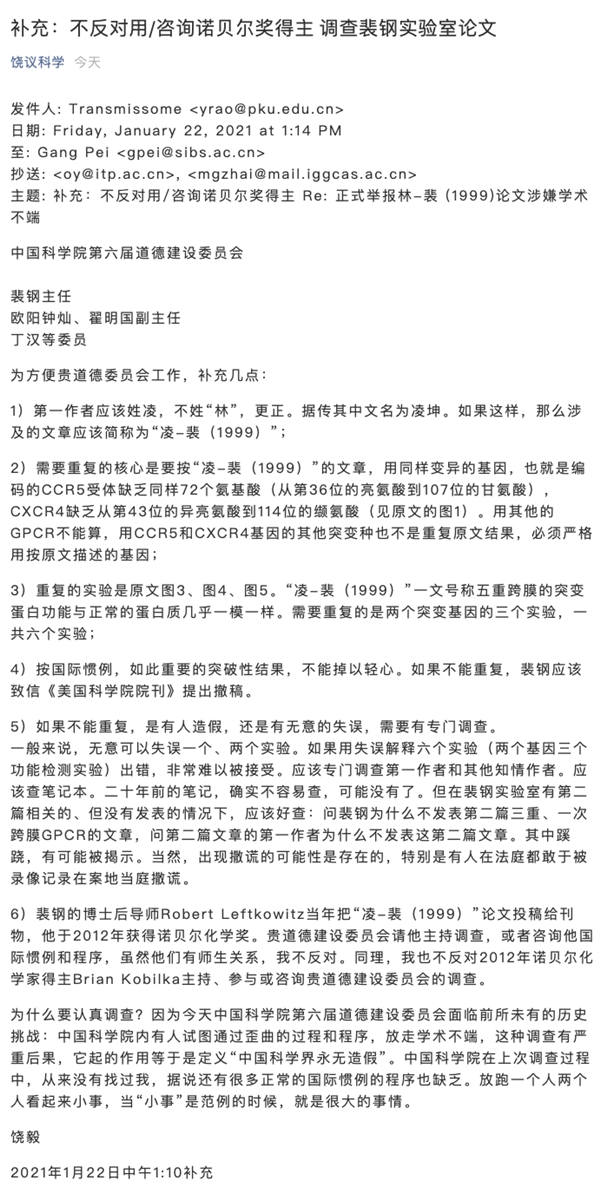 补充：不反对用/咨询诺贝尔奖得主 调查裴钢实验室论文
饶议科学 今天
发件人: Transmissome <yrao@pku.edu.cn>
日期: Friday, January 22, 2021 at 1:14 PM
至: Gang Pei <gpei@sibs.ac.cn>
抄送: <oy@itp.ac.cn>, <mgzhai@mail.iggcas.ac.cn>
主题: 补充：不反对用/咨询诺贝尔奖得主 Re: 正式举报林-裴 (1999)论文涉嫌学术
不端
中国科学院第六届道德建设委员会
裴钢主任
欧阳钟灿、翟明国副主任
丁汉等委员
为方便贵道德委员会工作，补充几点：
1）第一作者应该姓凌，不姓“林”，更正。据传其中文名为凌坤。如果这样，那么涉
及的文章应该简称为“凌-裴（1999）”；
2）需要重复的核心是要按“凌-裴（1999）”的文章，用同样变异的基因，也就是编
码的CCR5受体缺乏同样72个氨基酸（从第36位的亮氨酸到107位的甘氨酸），
CXCR4缺乏从第43位的异亮氨酸到114位的缬氨酸（见原文的图1）。用其他的
GPCR不能算，用CCR5和CXCR4基因的其他突变种也不是重复原文结果，必须严格
用按原文描述的基因；
3）重复的实验是原文图3、图4、图5。“凌-裴（1999）”一文号称五重跨膜的突变
蛋白功能与正常的蛋白质几乎一模一样。需要重复的是两个突变基因的三个实验，一
共六个实验；
4）按国际惯例，如此重要的突破性结果，不能掉以轻心。如果不能重复，裴钢应该
致信《美国科学院院刊》提出撤稿。
5）如果不能重复，是有人造假，还是有无意的失误，需要有专门调查。
一般来说，无意可以失误一个、两个实验。如果用失误解释六个实验（两个基因三个
功能检测实验）出错，非常难以被接受。应该专门调查第一作者和其他知情作者。应
该查笔记本。二十年前的笔记，确实不容易查，可能没有了。但在裴钢实验室有第二
篇相关的、但没有发表的情况下，应该好查：问裴钢为什么不发表第二篇三重、一次
跨膜GPCR的文章，问第二篇文章的第一作者为什么不发表这第二篇文章。其中蹊
跷，有可能被揭示。当然，出现撒谎的可能性是存在的，特别是有人在法庭都敢于被
录像记录在案地当庭撒谎。
6）裴钢的博士后导师Robert Leftkowitz当年把“凌-裴（1999）”论文投稿给刊
物，他于2012年获得诺贝尔化学奖。贵道德建设委员会请他主持调查，或者咨询他国
际惯例和程序，虽然他们有师生关系，我不反对。同理，我也不反对2012年诺贝尔化
学家得主Brian Kobilka主持、参与或咨询贵道德建设委员会的调查。
为什么要认真调查？因为今天中国科学院第六届道德建设委员会面临前所未有的历史
挑战：中国科学院内有人试图通过歪曲的过程和程序，放走学术不端，这种调查有严
重后果，它起的作用等于是定义“中国科学界永无造假”。中国科学院在上次调查过程
中，从来没有找过我，据说还有很多正常的国际惯例的程序也缺乏。放跑一个人两个
人看起来小事，当“小事”是范例的时候，就是很大的事情。
饶毅
2021年1月22日中午1:10补充